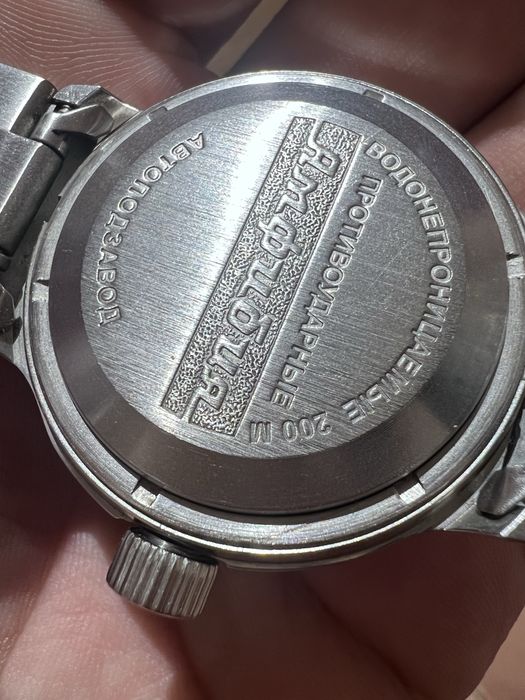 ВОДОНЕПРОНИЦАЕМЫЕ 200 М
ПРОТИВОУДАРНЫЕ
Амфибия
АВТОПОДЗАВОД